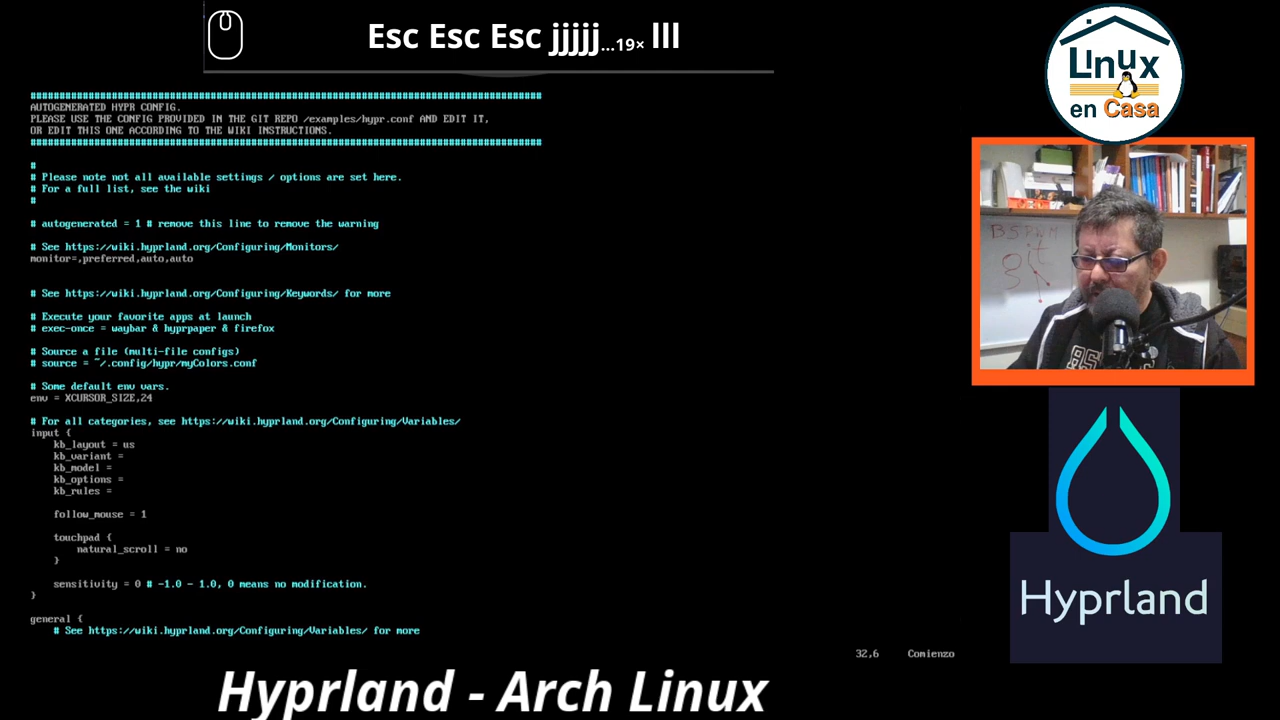 Esc Esc Esc jjjjj...19× lll
Linux
en Casa
########################################################################################
AUTOGENERATED HYPR CONFIG.
PLEASE USE THE CONFIG PROVIDED IN THE GIT REPO /examples/hypr.conf AND EDIT IT,
OR EDIT THIS ONE ACCORDING TO THE WIKI INSTRUCTIONS.
########################################################################################
#
# Please note not all available settings / options are set here.
# For a full list, see the wiki
#
# autogenerated = 1 # remove this line to remove the warning
# See https://wiki.hyprland.org/Configuring/Monitors/
monitor=,preferred,auto,auto
# See https://wiki.hyprland.org/Configuring/Keywords/ for more
# Execute your favorite apps at launch
# exec-once = waybar & hyprpaper & firefox
# Source a file (multi-file configs)
# source = ~/.config/hypr/myColors.conf
# Some default env vars.
env = XCURSOR_SIZE,24
# For all categories, see https://wiki.hyprland.org/Configuring/Variables/
input {
    kb_layout = us
    kb_variant =
    kb_model =
    kb_options =
    kb_rules =
    follow_mouse = 1
    touchpad {
        natural_scroll = no
    }
    sensitivity = 0 # -1.0 - 1.0, 0 means no modification.
}
general {
    # See https://wiki.hyprland.org/Configuring/Variables/ for more
32,6 Comienzo
BSPWM
git
Hyprland
Hyprland - Arch Linux